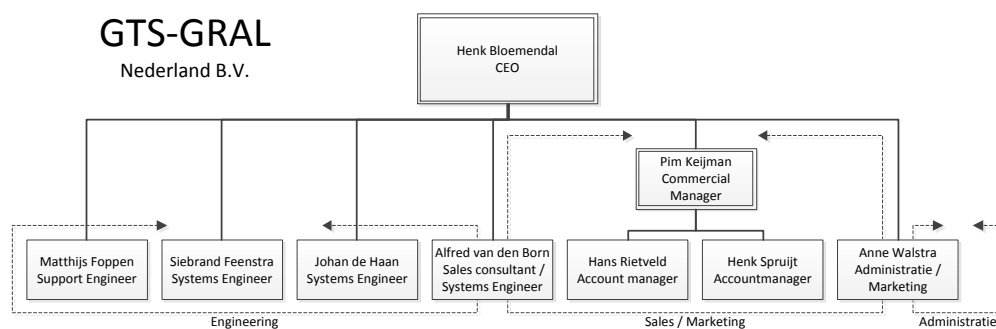 GTS-GRAL
Nederland B.V.
Henk Bloemendal
CEO
Pim Keijman
Commercial
Manager
Matthijs Foppen
Support Engineer
Siebrand Feenstra
Systems Engineer
Johan de Haan
Systems Engineer
Alfred van den Born
Sales consultant /
Systems Engineer
Hans Rietveld
Account manager
Henk Spruijt
Accountmanager
Anne Walstra
Administratie /
Marketing
Engineering
Sales / Marketing
Administratie